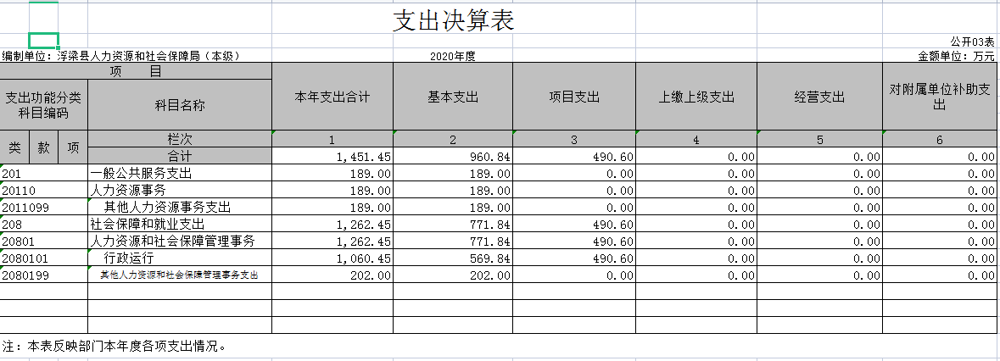 支出决算表
公开03表
编制单位：浮梁县人力资源和社会保障局（本级） 2020年度 金额单位：万元
项 目 本年支出合计 基本支出 项目支出 上缴上级支出 经营支出 对附属单位补助支出
支出功能分类科目编码 科目名称
类 款 项 栏次 1 2 3 4 5 6
合计 1,451.45 960.84 490.60 0.00 0.00 0.00
201 一般公共服务支出 189.00 189.00 0.00 0.00 0.00 0.00
20110 人力资源事务 189.00 189.00 0.00 0.00 0.00 0.00
2011099 其他人力资源事务支出 189.00 189.00 0.00 0.00 0.00 0.00
208 社会保障和就业支出 1,262.45 771.84 490.60 0.00 0.00 0.00
20801 人力资源和社会保障管理事务 1,262.45 771.84 490.60 0.00 0.00 0.00
2080101 行政运行 1,060.45 569.84 490.60 0.00 0.00 0.00
2080199 其他人力资源和社会保障管理事务支出 202.00 202.00 0.00 0.00 0.00 0.00
注：本表反映部门本年度各项支出情况。